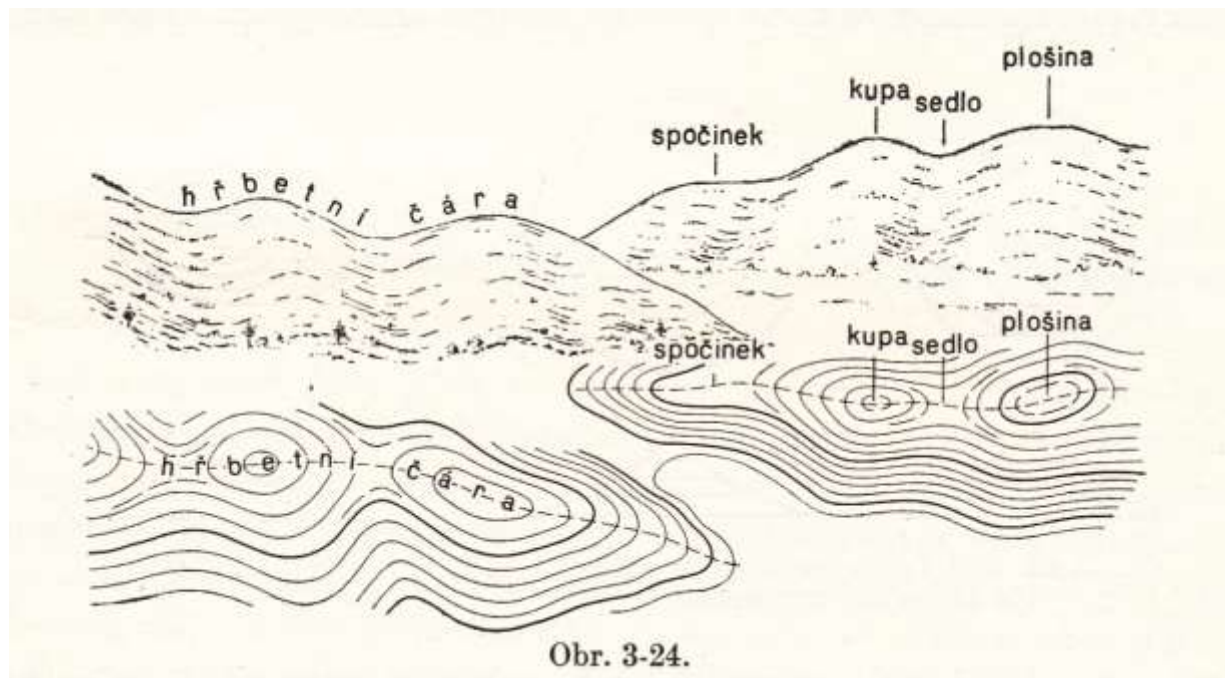 plošina
kupa sedlo
spočinek
hřbetní čára
plošina
kupa sedlo
spočinek
hřbetní čára
Obr. 3-24.